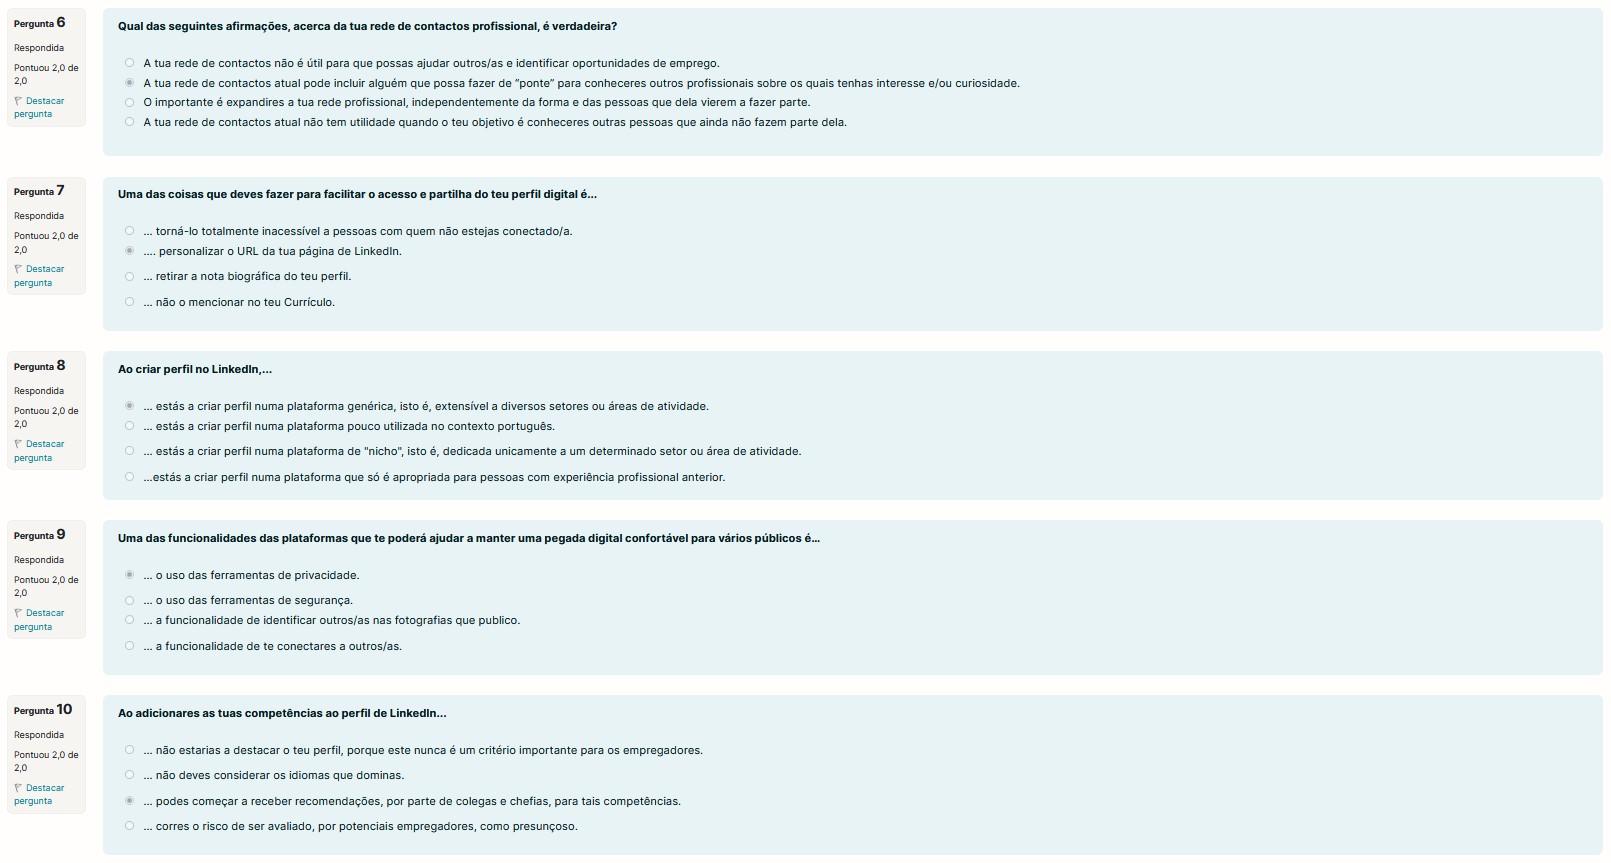 Pergunta 6
Respondida
Pontuou 2,0 de
2,0
Destacar
pergunta
Qual das seguintes afirmações, acerca da tua rede de contactos profissional, é verdadeira?
A tua rede de contactos não é útil para que possas ajudar outros/as e identificar oportunidades de emprego.
A tua rede de contactos atual pode incluir alguém que possa fazer de “ponte” para conheceres outros profissionais sobre os quais tenhas interesse e/ou curiosidade.
O importante é expandires a tua rede profissional, independentemente da forma e das pessoas que dela vierem a fazer parte.
A tua rede de contactos atual não tem utilidade quando o teu objetivo é conheceres outras pessoas que ainda não fazem parte dela.
Pergunta 7
Respondida
Pontuou 2,0 de
2,0
Destacar
pergunta
Uma das coisas que deves fazer para facilitar o acesso e partilha do teu perfil digital é...
... torná-lo totalmente inacessível a pessoas com quem não estejas conectado/a.
.... personalizar o URL da tua página de LinkedIn.
... retirar a nota biográfica do teu perfil.
... não o mencionar no teu Currículo.
Pergunta 8
Respondida
Pontuou 2,0 de
2,0
Destacar
pergunta
Ao criar perfil no LinkedIn,...
... estás a criar perfil numa plataforma genérica, isto é, extensível a diversos setores ou áreas de atividade.
... estás a criar perfil numa plataforma pouco utilizada no contexto português.
... estás a criar perfil numa plataforma de "nicho", isto é, dedicada unicamente a um determinado setor ou área de atividade.
...estás a criar perfil numa plataforma que só é apropriada para pessoas com experiência profissional anterior.
Pergunta 9
Respondida
Pontuou 2,0 de
2,0
Destacar
pergunta
Uma das funcionalidades das plataformas que te poderá ajudar a manter uma pegada digital confortável para vários públicos é...
... o uso das ferramentas de privacidade.
... o uso das ferramentas de segurança.
... a funcionalidade de identificar outros/as nas fotografias que publico.
... a funcionalidade de te conectares a outros/as.
Pergunta 10
Respondida
Pontuou 2,0 de
2,0
Destacar
pergunta
Ao adicionares as tuas competências ao perfil de LinkedIn...
... não estarias a destacar o teu perfil, porque este nunca é um critério importante para os empregadores.
... não deves considerar os idiomas que dominas.
... podes começar a receber recomendações, por parte de colegas e chefias, para tais competências.
... corres o risco de ser avaliado, por potenciais empregadores, como presunçoso.